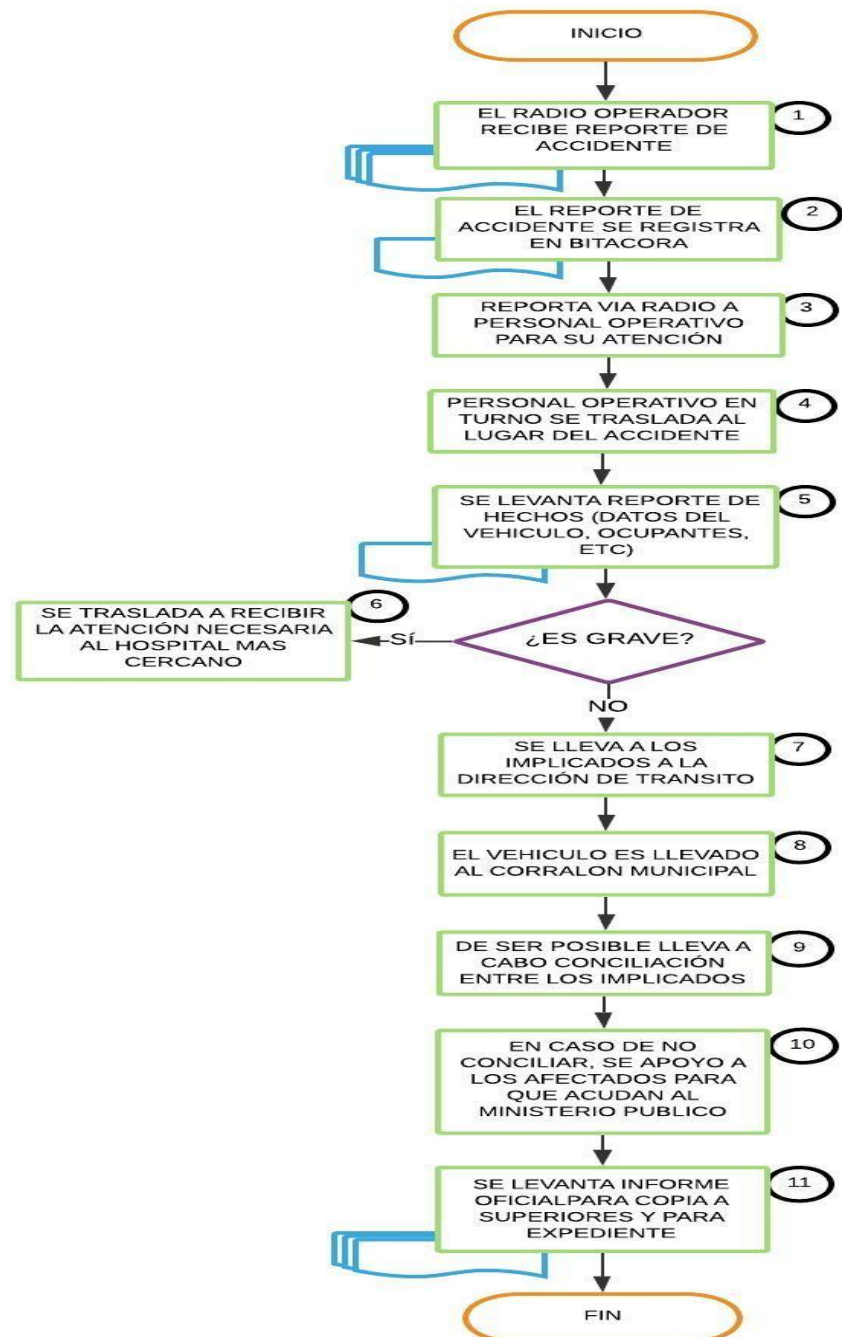 INICIO
EL RADIO OPERADOR
RECIBE REPORTE DE
ACCIDENTE
1
EL REPORTE DE
ACCIDENTE SE REGISTRA
EN BITACORA
2
REPORTA VIA RADIO A
PERSONAL OPERATIVO
PARA SU ATENCIÓN
3
PERSONAL OPERATIVO EN
TURNO SE TRASLADA AL
LUGAR DEL ACCIDENTE
4
SE LEVANTA REPORTE DE
HECHOS (DATOS DEL
VEHICULO, OCUPANTES,
ETC)
5
¿ES GRAVE?
SÍ
6
SE TRASLADA A RECIBIR
LA ATENCIÓN NECESARIA
AL HOSPITAL MAS
CERCANO
NO
SE LLEVA A LOS
IMPLICADOS A LA
DIRECCIÓN DE TRANSITO
7
EL VEHICULO ES LLEVADO
AL CORRALON MUNICIPAL
8
DE SER POSIBLE LLEVA A
CABO CONCILIACIÓN
ENTRE LOS IMPLICADOS
9
EN CASO DE NO
CONCILIAR, SE APOYO A
LOS AFECTADOS PARA
QUE ACUDAN AL
MINISTERIO PUBLICO
10
SE LEVANTA INFORME
OFICIALPARA COPIA A
SUPERIORES Y PARA
EXPEDIENTE
11
FIN